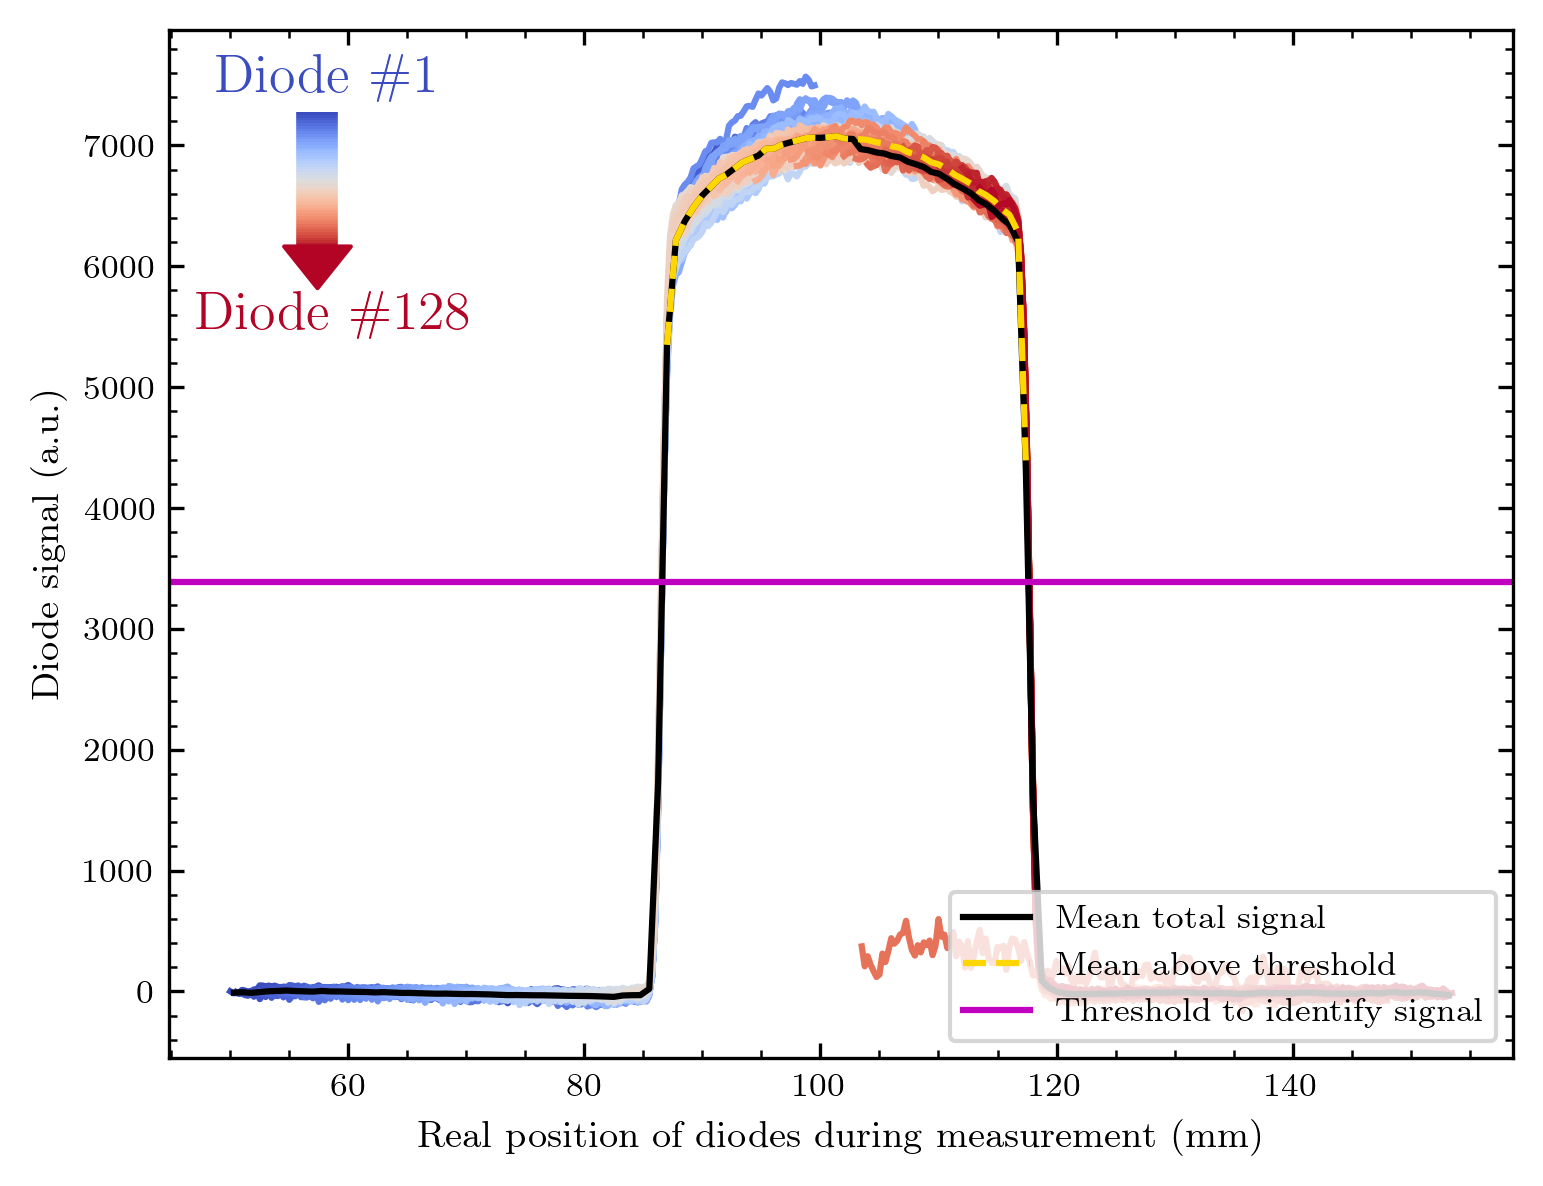 Diode #1
Diode #128
7000
6000
5000
4000
3000
2000
1000
0
Diode signal (a.u.)
Mean total signal
Mean above threshold
Threshold to identify signal
60 80 100 120 140
Real position of diodes during measurement (mm)